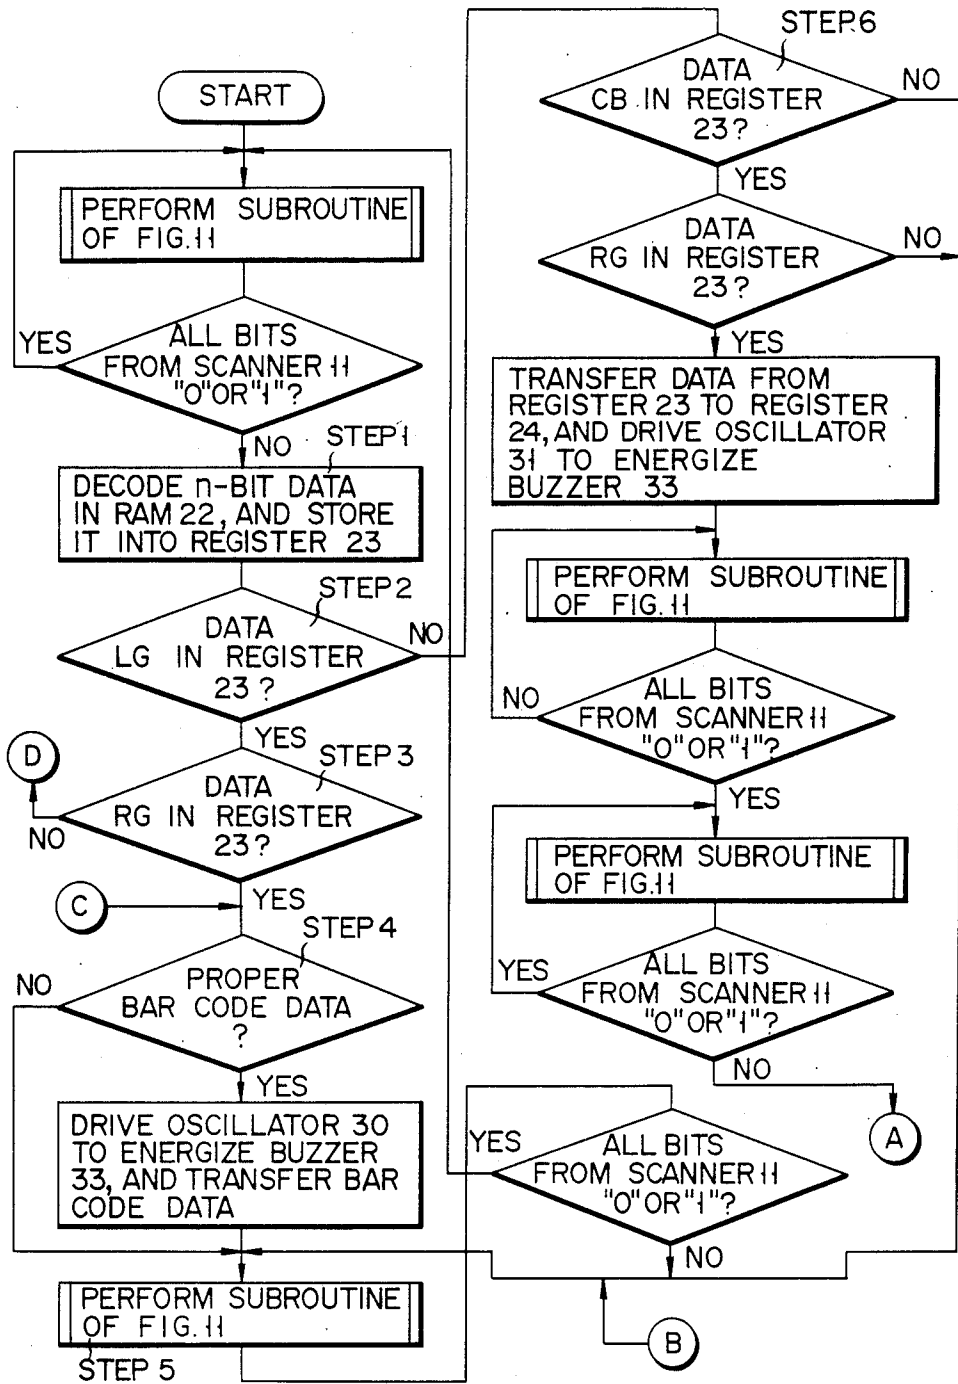 START
PERFORM SUBROUTINE
OF FIG.11
YES
ALL BITS
FROM SCANNER 11
"0" OR "1"?
NO
STEP 1
DECODE n-BIT DATA
IN RAM 22, AND STORE
IT INTO REGISTER 23
STEP 2
DATA
LG IN REGISTER
23?
NO
YES
STEP 3
D
DATA
RG IN REGISTER
23?
NO
YES
C
STEP 4
NO
PROPER
BAR CODE DATA
?
YES
DRIVE OSCILLATOR 30
TO ENERGIZE BUZZER
33, AND TRANSFER BAR
CODE DATA
PERFORM SUBROUTINE
OF FIG.11
STEP 5
STEP 6
DATA
CB IN REGISTER
23?
NO
YES
DATA
RG IN REGISTER
23?
NO
YES
TRANSFER DATA FROM
REGISTER 23 TO REGISTER
24, AND DRIVE OSCILLATOR
31 TO ENERGIZE
BUZZER 33
PERFORM SUBROUTINE
OF FIG.11
NO
ALL BITS
FROM SCANNER 11
"0" OR "1"?
YES
PERFORM SUBROUTINE
OF FIG.11
YES
ALL BITS
FROM SCANNER 11
"0" OR "1"?
NO
A
YES
ALL BITS
FROM SCANNER 11
"0" OR "1"?
NO
B